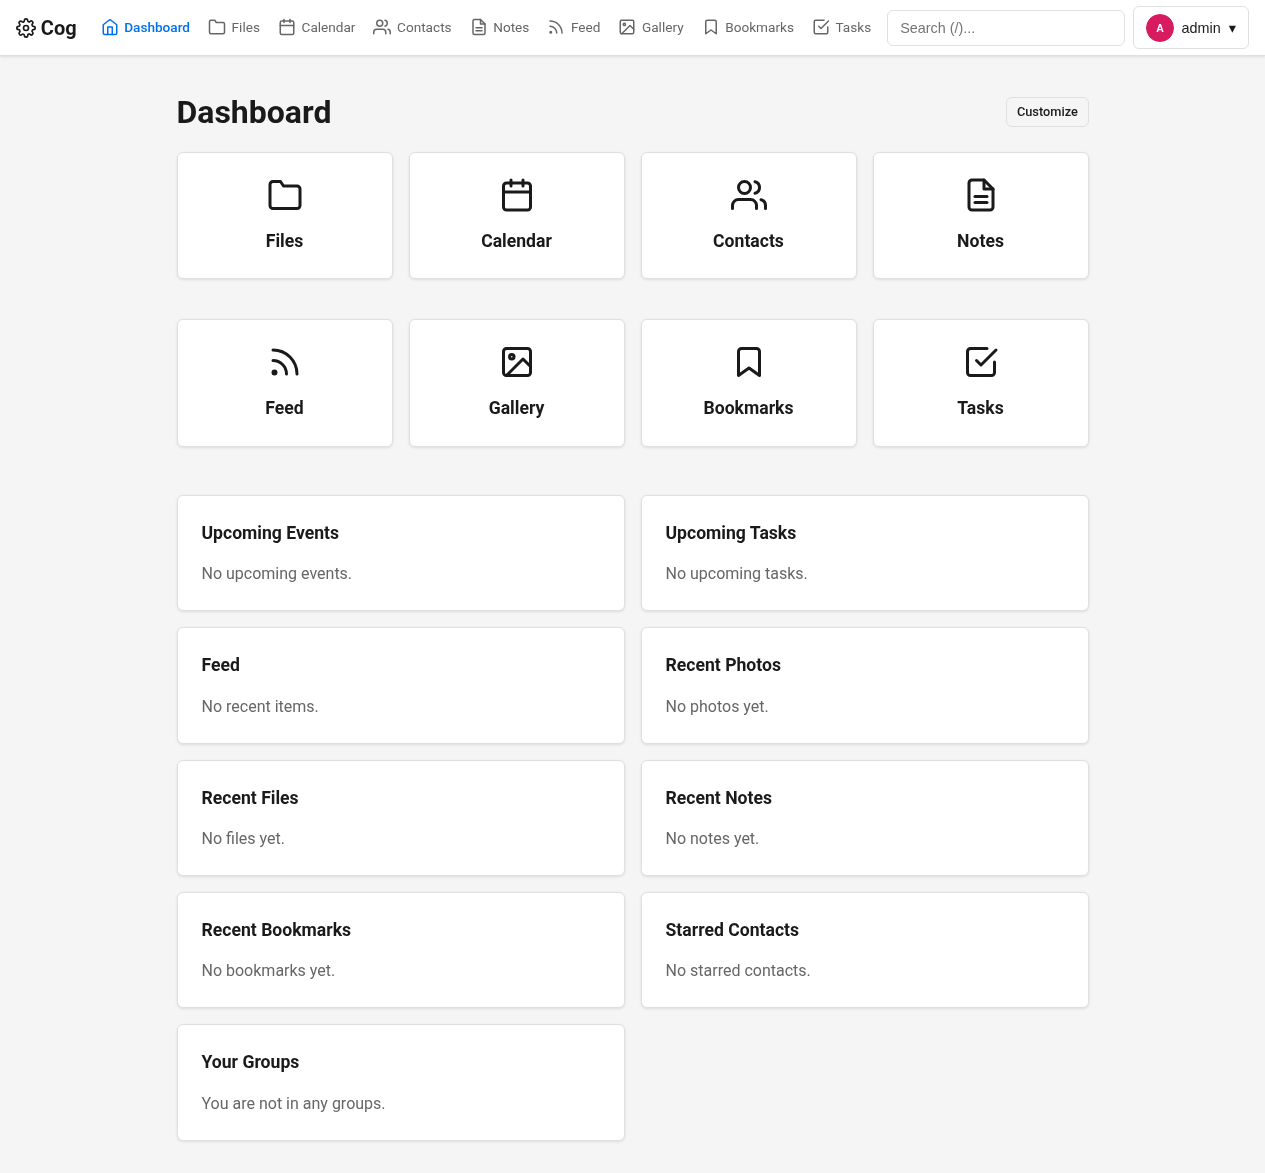 Cog
Dashboard
Files
Calendar
Contacts
Notes
Feed
Gallery
Bookmarks
Tasks
Search (/)...
A
admin ▾
Dashboard
Customize
Files
Calendar
Contacts
Notes
Feed
Gallery
Bookmarks
Tasks
Upcoming Events
No upcoming events.
Upcoming Tasks
No upcoming tasks.
Feed
No recent items.
Recent Photos
No photos yet.
Recent Files
No files yet.
Recent Notes
No notes yet.
Recent Bookmarks
No bookmarks yet.
Starred Contacts
No starred contacts.
Your Groups
You are not in any groups.